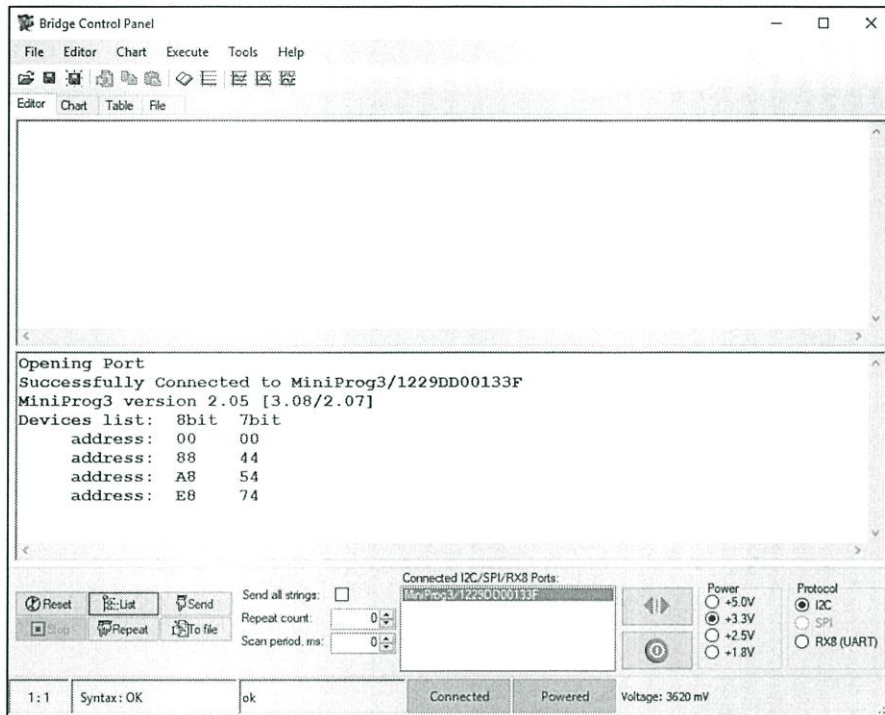 Bridge Control Panel
File Editor Chart Execute Tools Help
Editor Chart Table File
Opening Port
Successfully Connected to MiniProg3/1229DD00133F
MiniProg3 version 2.05 [3.08/2.07]
Devices list: 8bit 7bit
address: 00 00
address: 88 44
address: A8 54
address: E8 74
Reset List Send
Stop Repeat To file
Send all strings:
Repeat count: 0
Scan period, ms: 0
Connected I2C/SPI/RX8 Ports:
MiniProg3/1229DD00133F
Power
+5.0V
+3.3V
+2.5V
+1.8V
Protocol
I2C
SPI
RX8 (UART)
1:1 Syntax: OK ok Connected Powered Voltage: 3620 mV